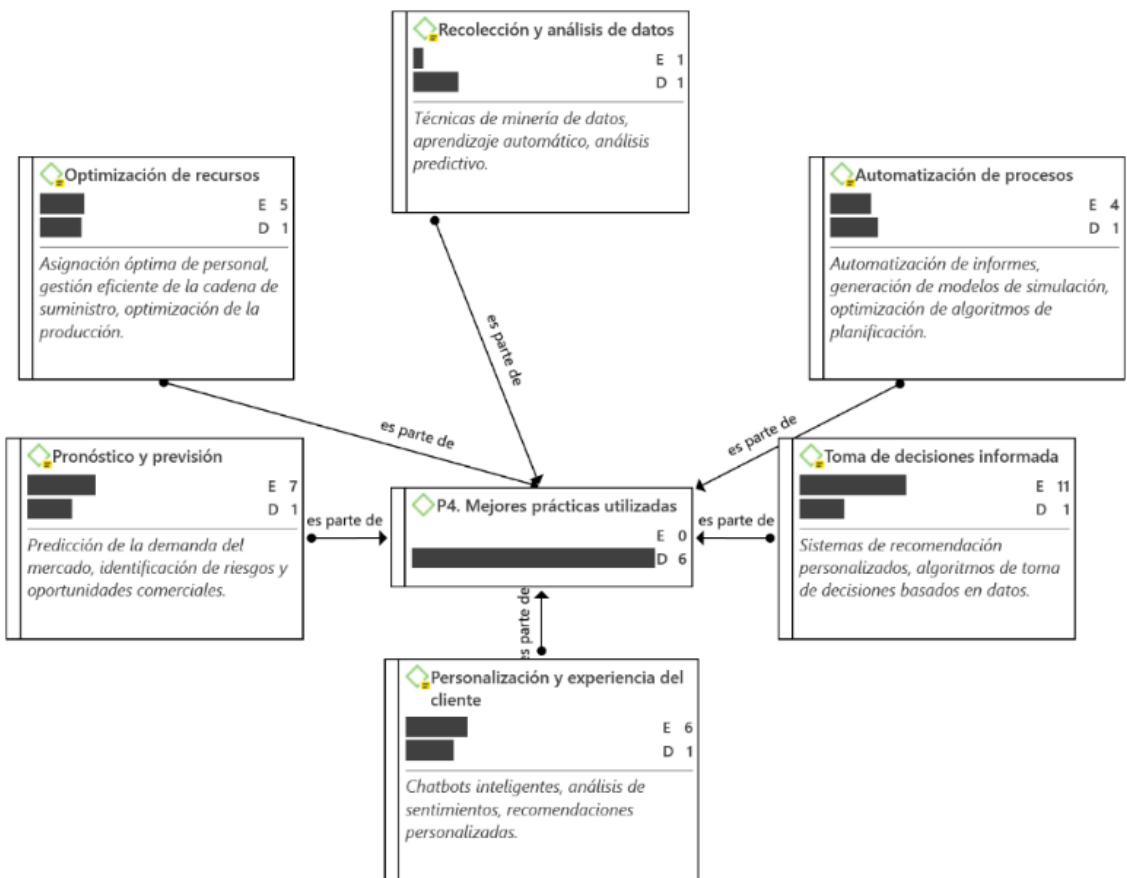 Recolección y análisis de datos
E 1
D 1
Técnicas de minería de datos,
aprendizaje automático, análisis
predictivo.
Optimización de recursos
E 5
D 1
Asignación óptima de personal,
gestión eficiente de la cadena de
suministro, optimización de la
producción.
Automatización de procesos
E 4
D 1
Automatización de informes,
generación de modelos de simulación,
optimización de algoritmos de
planificación.
es parte de
es parte de
es parte de
Pronóstico y previsión
E 7
D 1
Predicción de la demanda del
mercado, identificación de riesgos y
oportunidades comerciales.
es parte de
P4. Mejores prácticas utilizadas
E 0
D 6
es parte de
Toma de decisiones informada
E 11
D 1
Sistemas de recomendación
personalizados, algoritmos de toma
de decisiones basados en datos.
es parte de
Personalización y experiencia del
cliente
E 6
D 1
Chatbots inteligentes, análisis de
sentimientos, recomendaciones
personalizadas.